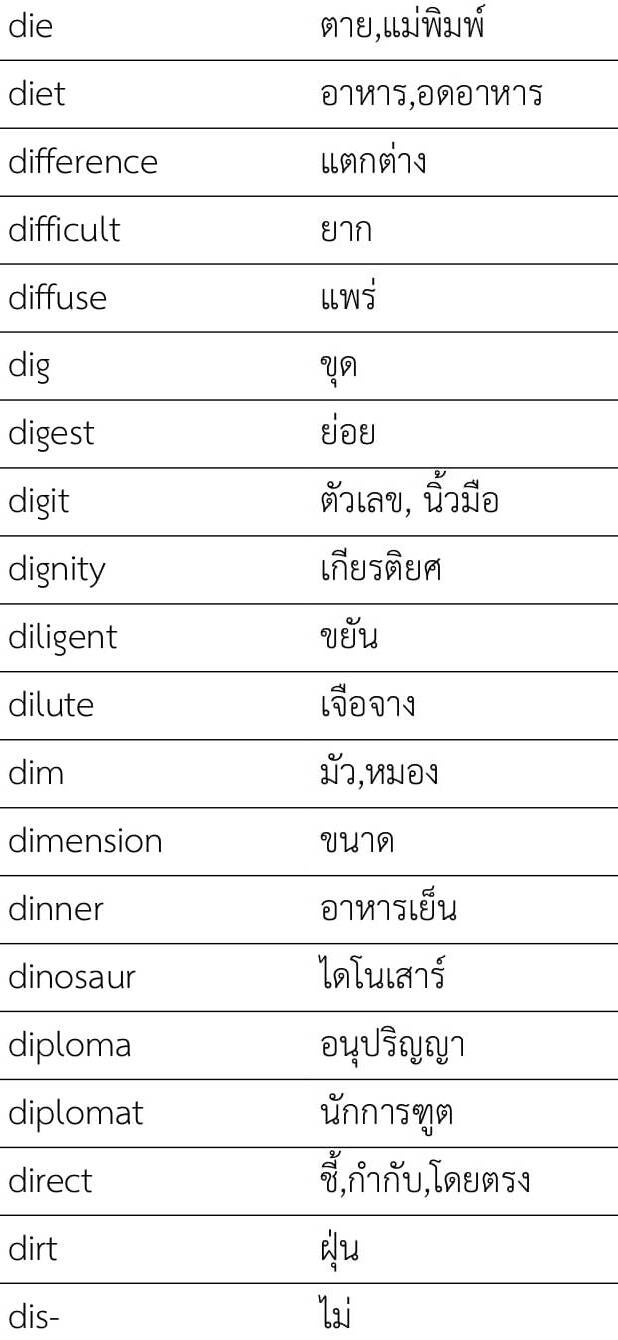 die ตาย,แม่พิมพ์
diet อาหาร,อดอาหาร
difference แตกต่าง
difficult ยาก
diffuse แพร่
dig ขุด
digest ย่อย
digit ตัวเลข, นิ้วมือ
dignity เกียรติยศ
diligent ขยัน
dilute เจือจาง
dim มัว,หมอง
dimension ขนาด
dinner อาหารเย็น
dinosaur ไดโนเสาร์
diploma อนุปริญญา
diplomat นักการฑูต
direct ชี้,กำกับ,โดยตรง
dirt ฝุ่น
dis- ไม่